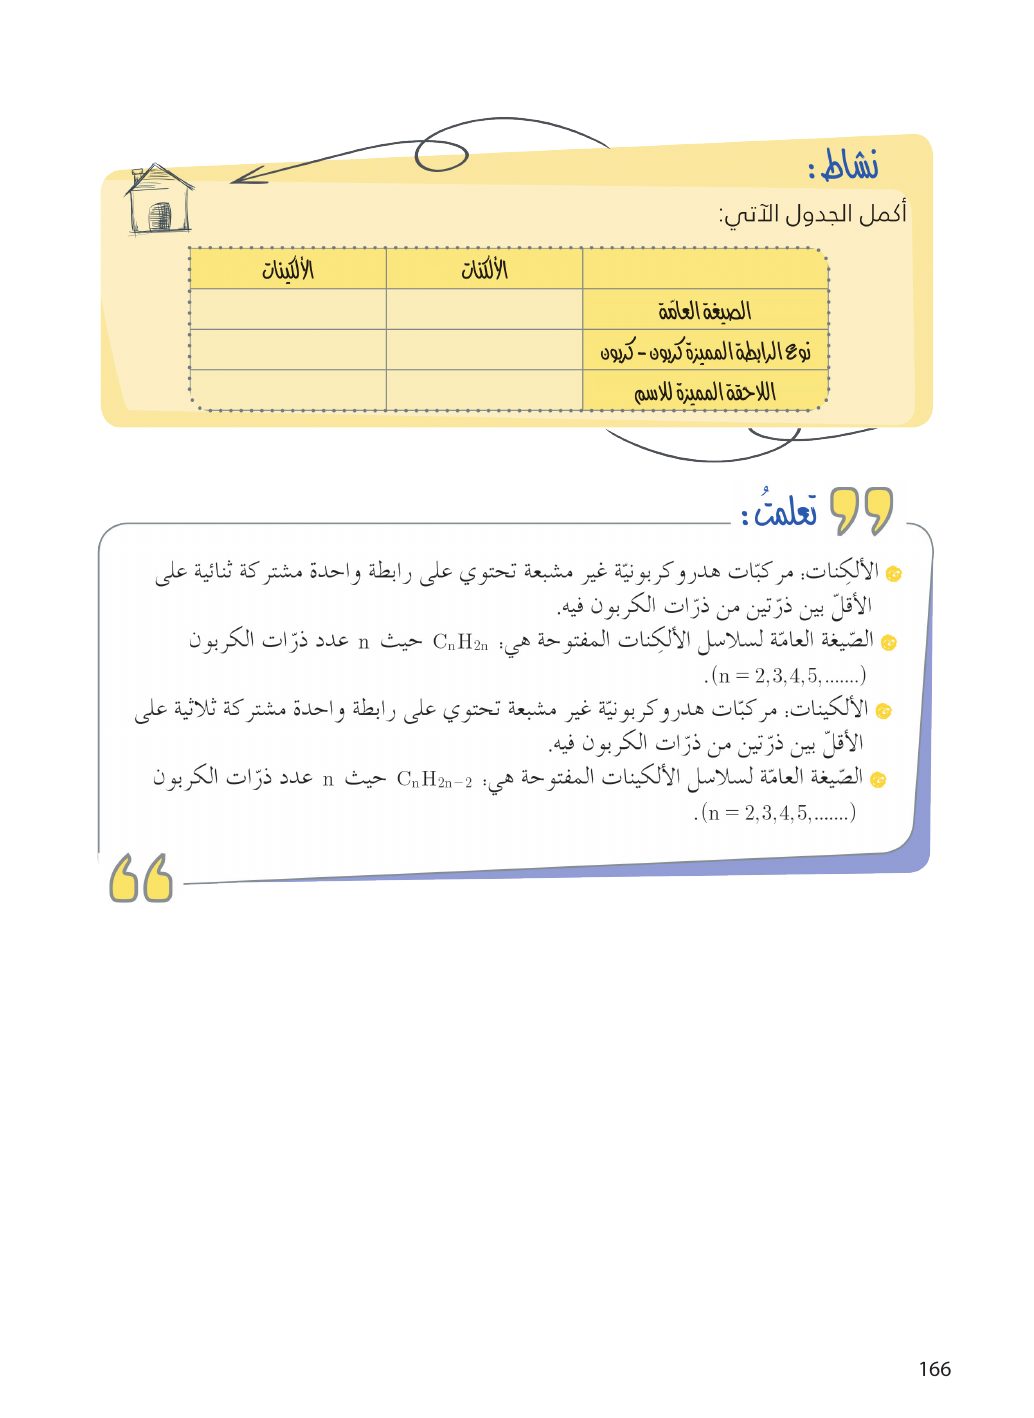 نشاط :
أكمل الجدول الآتي:
الألكنات الألكينات
الصيغة العامّة
نوع الرابطة المميزة كربون - كربون
اللاحقة المميزة للاسم
تعلمتُ :
الألكِنات: مركبّات هدروكربونيّة غير مشبعة تحتوي على رابطة واحدة مشتركة ثنائية على
الأقلّ بين ذرّتين من ذرّات الكربون فيه.
الصّيغة العامّة لسلاسل الألكِنات المفتوحة هي: CnH2n حيث n عدد ذرّات الكربون
(n = 2,3,4,5,.......).
الألكينات: مركبّات هدروكربونيّة غير مشبعة تحتوي على رابطة واحدة مشتركة ثلاثية على
الأقلّ بين ذرّتين من ذرّات الكربون فيه.
الصّيغة العامّة لسلاسل الألكينات المفتوحة هي: CnH2n−2 حيث n عدد ذرّات الكربون
(n = 2,3,4,5,.......).
166